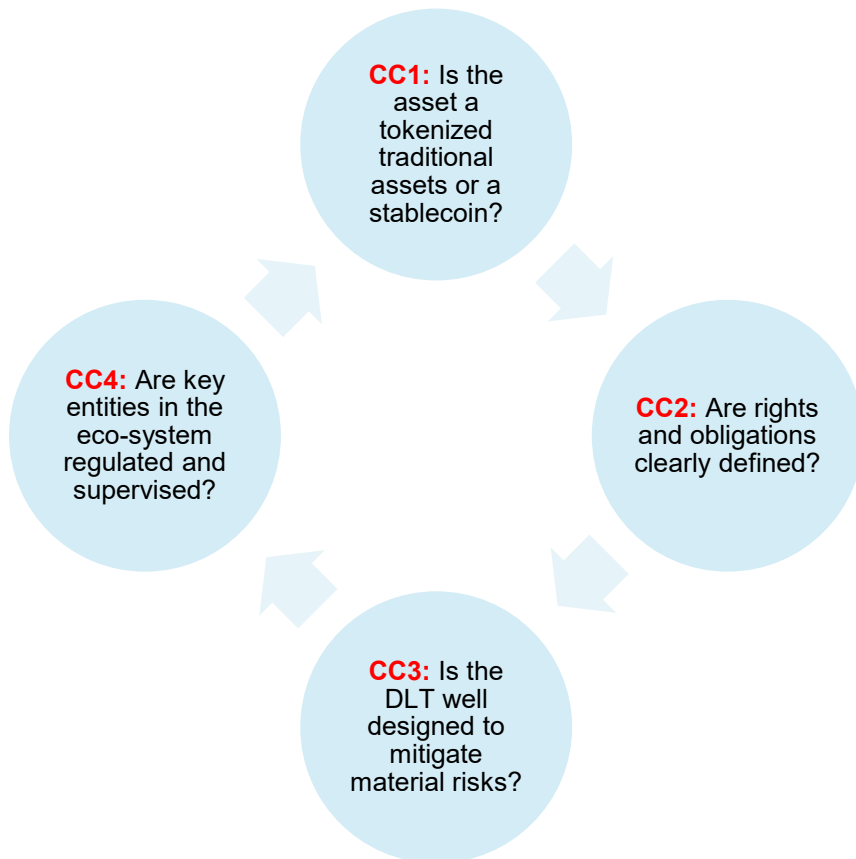 CC1: Is the
asset a
tokenized
traditional
assets or a
stablecoin?
CC2: Are rights
and obligations
clearly defined?
CC3: Is the
DLT well
designed to
mitigate
material risks?
CC4: Are key
entities in the
eco-system
regulated and
supervised?